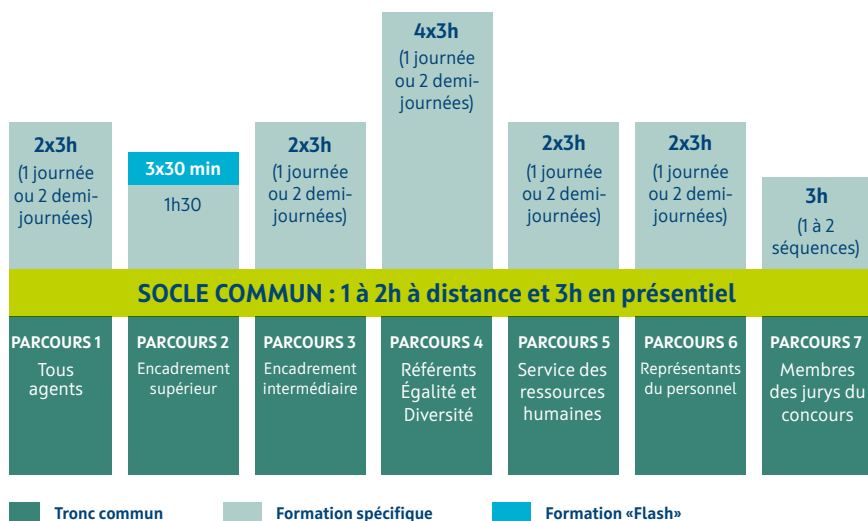 2x3h
(1 journée
ou 2 demi-
journées)
3x30 min
1h30
2x3h
(1 journée
ou 2 demi-
journées)
4x3h
(1 journée
ou 2 demi-
journées)
2x3h
(1 journée
ou 2 demi-
journées)
2x3h
(1 journée
ou 2 demi-
journées)
3h
(1 à 2
séquences)
SOCLE COMMUN : 1 à 2h à distance et 3h en présentiel
PARCOURS 1
Tous
agents
PARCOURS 2
Encadrement
supérieur
PARCOURS 3
Encadrement
intermédiaire
PARCOURS 4
Référents
Égalité et
Diversité
PARCOURS 5
Service des
ressources
humaines
PARCOURS 6
Représentants
du personnel
PARCOURS 7
Membres
des jurys du
concours
Tronc commun
Formation spécifique
Formation «Flash»